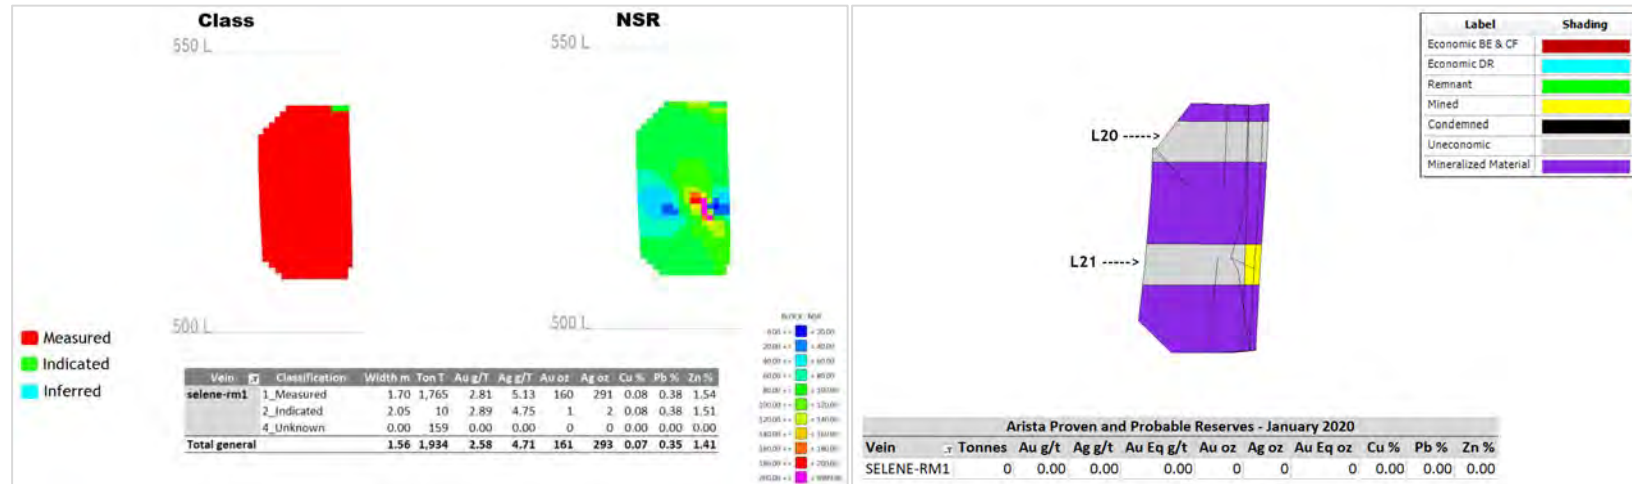 Class
NSR
550 L
550 L
500 L
500 L
Measured
Indicated
Inferred
Vein Classification Width m Ton T Au g/T Ag g/T Au oz Ag oz Cu % Pb % Zn %
selene-rm1 1_Measured 1.70 1,765 2.81 5.13 160 291 0.08 0.38 1.54
2_Indicated 2.05 10 2.89 4.75 1 2 0.08 0.38 1.51
4_Unknown 0.00 159 0.00 0.00 0 0 0.00 0.00 0.00
Total general 1.56 1,934 2.58 4.71 161 293 0.07 0.35 1.41
Label Shading
Economic BE & CF
Economic DR
Remnant
Mined
Condemned
Uneconomic
Mineralized Material
L20 ----->
L21 ----->
Arista Proven and Probable Reserves - January 2020
Vein Tonnes Au g/t Ag g/t Au Eq g/t Au oz Ag oz Au Eq oz Cu % Pb % Zn %
SELENE-RM1 0 0.00 0.00 0.00 0 0 0 0.00 0.00 0.00